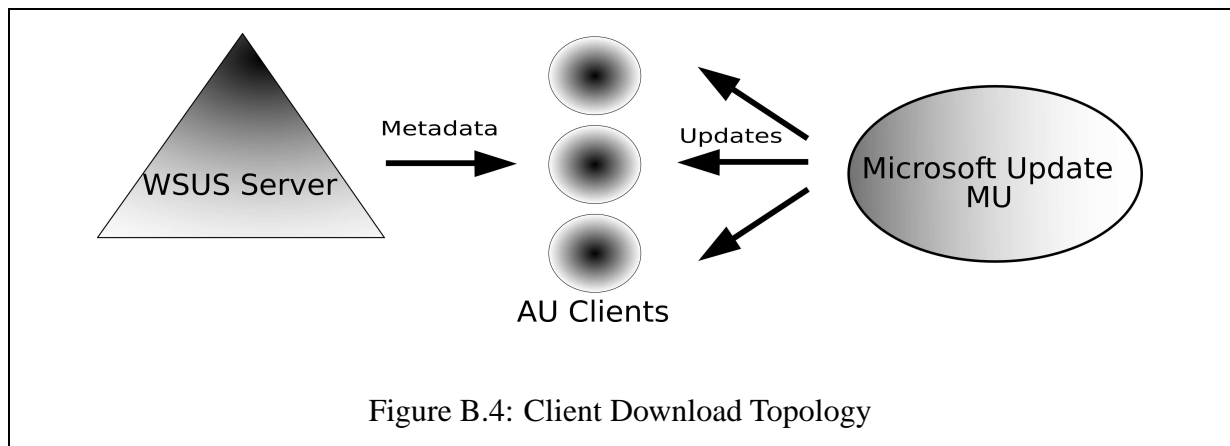 Metadata
Updates
WSUS Server
Microsoft Update
MU
AU Clients
Figure B.4: Client Download Topology